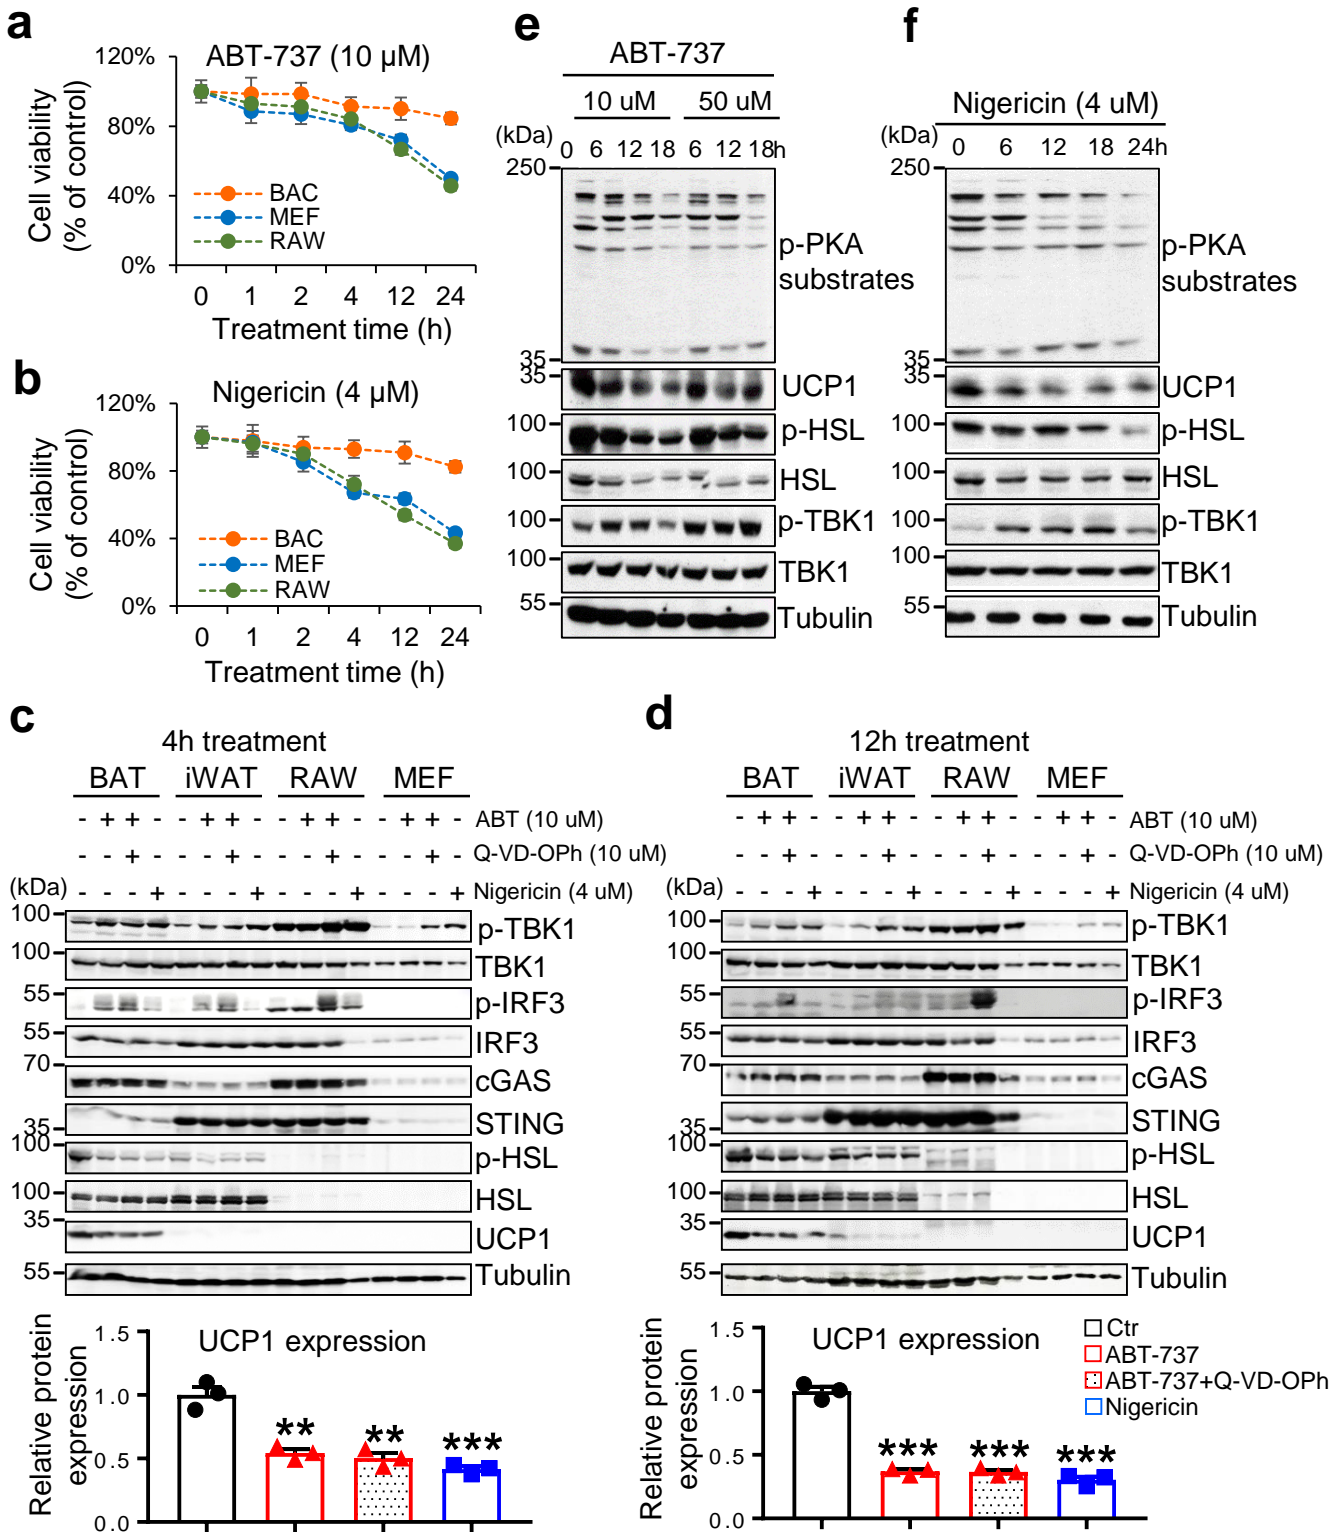 a
ABT-737 (10 µM)
120%
80%
40%
0%
Cell viability
(% of control)
BAC
MEF
RAW
0 1 2 4 12 24
Treatment time (h)
b
Nigericin (4 µM)
120%
80%
40%
0%
Cell viability
(% of control)
BAC
MEF
RAW
0 1 2 4 12 24
Treatment time (h)
e
ABT-737
10 uM 50 uM
(kDa)
0 6 12 18 6 12 18h
250
p-PKA
substrates
35
35
UCP1
100
p-HSL
100
HSL
100
p-TBK1
100
TBK1
55
Tubulin
f
Nigericin (4 uM)
(kDa)
0 6 12 18 24h
250
p-PKA
substrates
35
35
UCP1
100
p-HSL
100
HSL
100
p-TBK1
100
TBK1
55
Tubulin
c
4h treatment
BAT iWAT RAW MEF
- + + - - + + - - + + - - + + - ABT (10 uM)
- - + - - - + - - - + - - - + - Q-VD-OPh (10 uM)
(kDa) - - - + - - - + - - - + - - - + Nigericin (4 uM)
100 p-TBK1
100 TBK1
55 p-IRF3
55 IRF3
70 cGAS
35 STING
100 p-HSL
100 HSL
35 UCP1
55 Tubulin
UCP1 expression
Relative protein
expression
1.5
1.0
0.5
0.0
** ** ***
d
12h treatment
BAT iWAT RAW MEF
- + + - - + + - - + + - - + + - ABT (10 uM)
- - + - - - + - - - + - - - + - Q-VD-OPh (10 uM)
(kDa) - - - + - - - + - - - + - - - + Nigericin (4 uM)
100 p-TBK1
100 TBK1
55 p-IRF3
55 IRF3
70 cGAS
35 STING
100 p-HSL
100 HSL
35 UCP1
55 Tubulin
UCP1 expression
Relative protein
expression
1.5
1.0
0.5
0.0
*** *** ***
Ctr
ABT-737
ABT-737+Q-VD-OPh
Nigericin